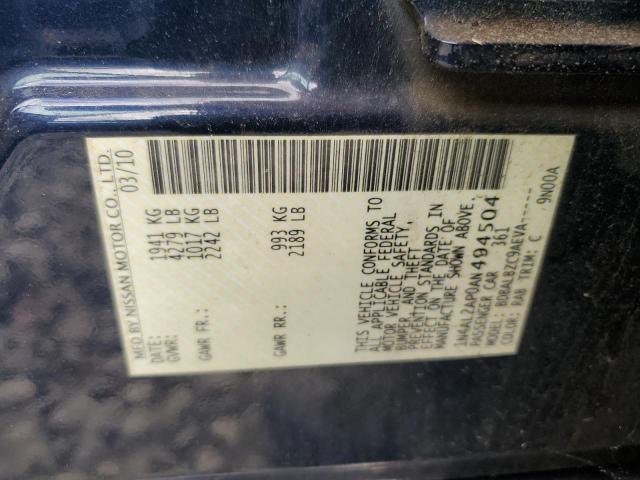 MFD BY NISSAN MOTOR CO., LTD.
DATE: 03/10
GVWR: 1941 KG
4279 LB
GAWR FR.: 1017 KG
2242 LB
GAWR RR.: 993 KG
2189 LB
THIS VEHICLE CONFORMS TO
ALL APPLICABLE FEDERAL
MOTOR VEHICLE SAFETY,
BUMPER, AND THEFT
PREVENTION STANDARDS IN
EFFECT ON THE DATE OF
MANUFACTURE SHOWN ABOVE.
1N4AL2AP0AN494504
PASSENGER CAR 361
MODEL: BDBALBZC9AEVA------
COLOR: BAB TRIM: C 9N00A